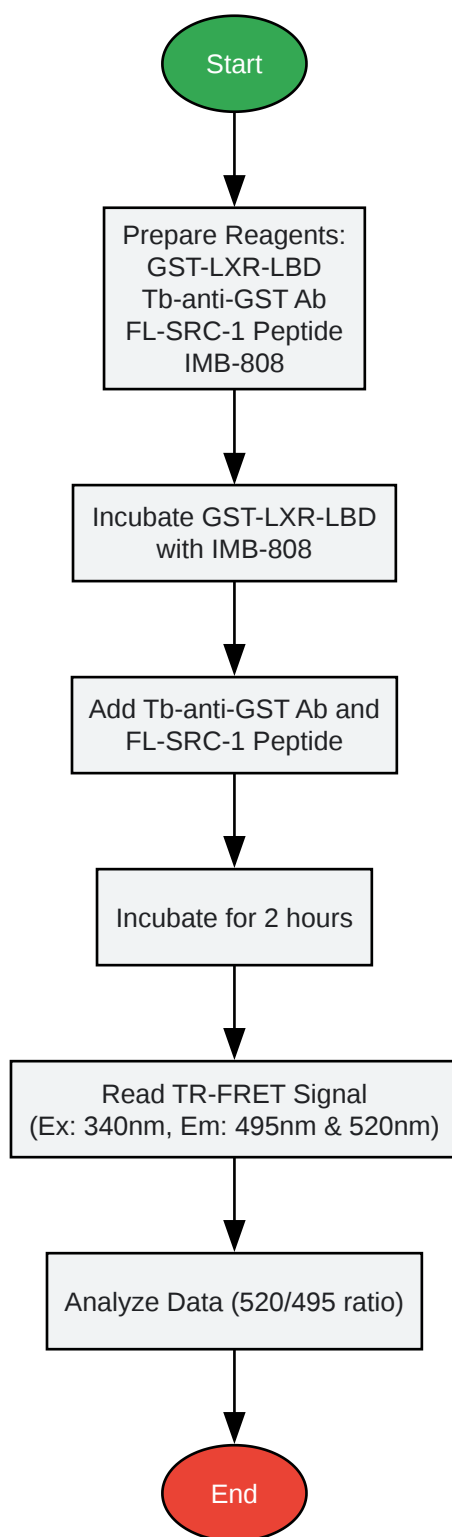 Start
Prepare Reagents:
GST-LXR-LBD
Tb-anti-GST Ab
FL-SRC-1 Peptide
IMB-808
Incubate GST-LXR-LBD
with IMB-808
Add Tb-anti-GST Ab and
FL-SRC-1 Peptide
Incubate for 2 hours
Read TR-FRET Signal
(Ex: 340nm, Em: 495nm & 520nm)
Analyze Data (520/495 ratio)
End